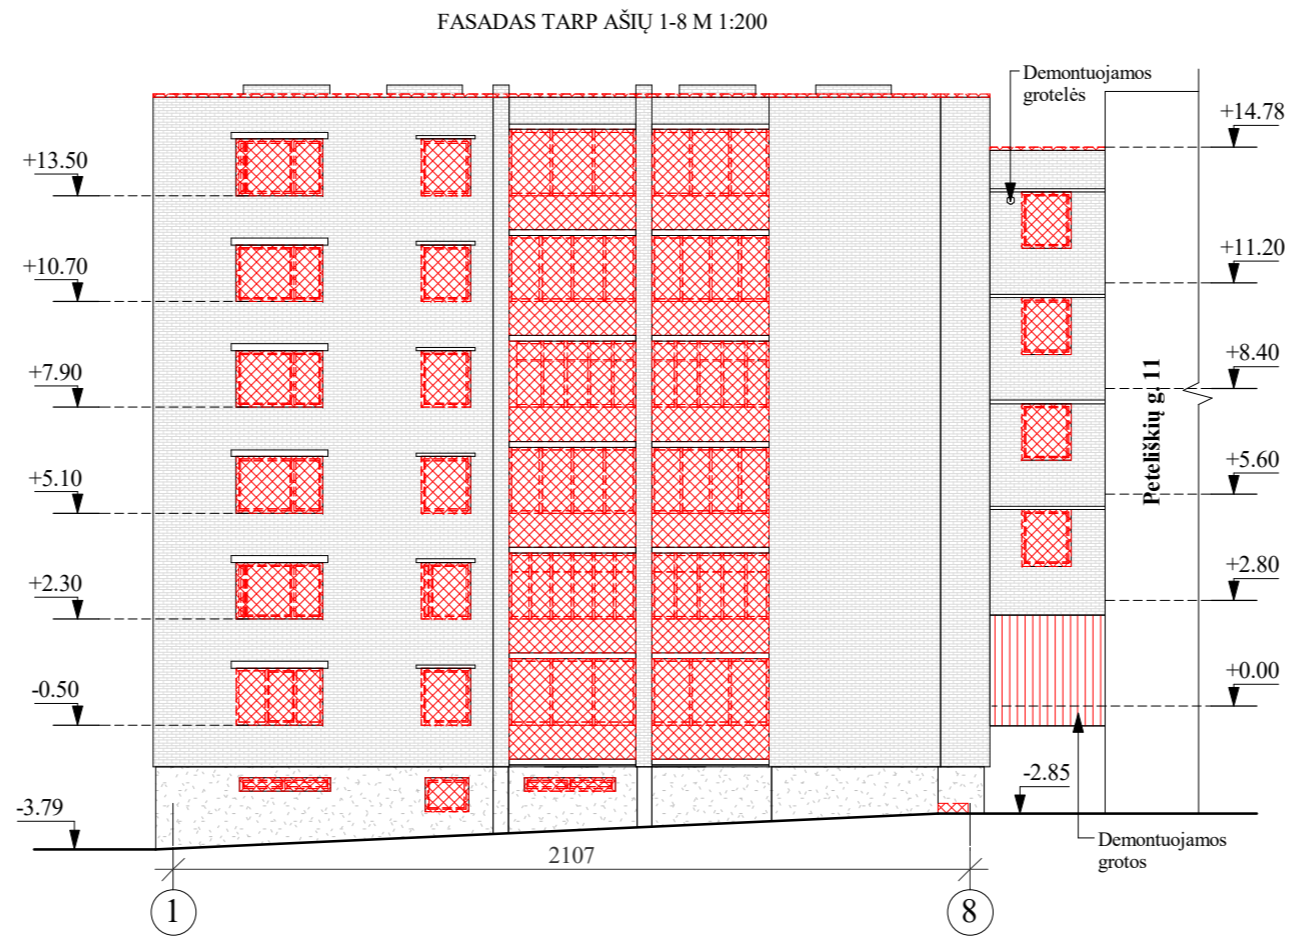 FASADAS TARP AŠIŲ 1-8 M 1:200
Demontuojamos
grotelės
+14.78
+13.50
+11.20
+10.70
+8.40
+7.90
Peteliškių g. 11
+5.60
+5.10
+2.80
+2.30
+0.00
-0.50
-2.85
-3.79
Demontuojamos
grotos
2107
1
8